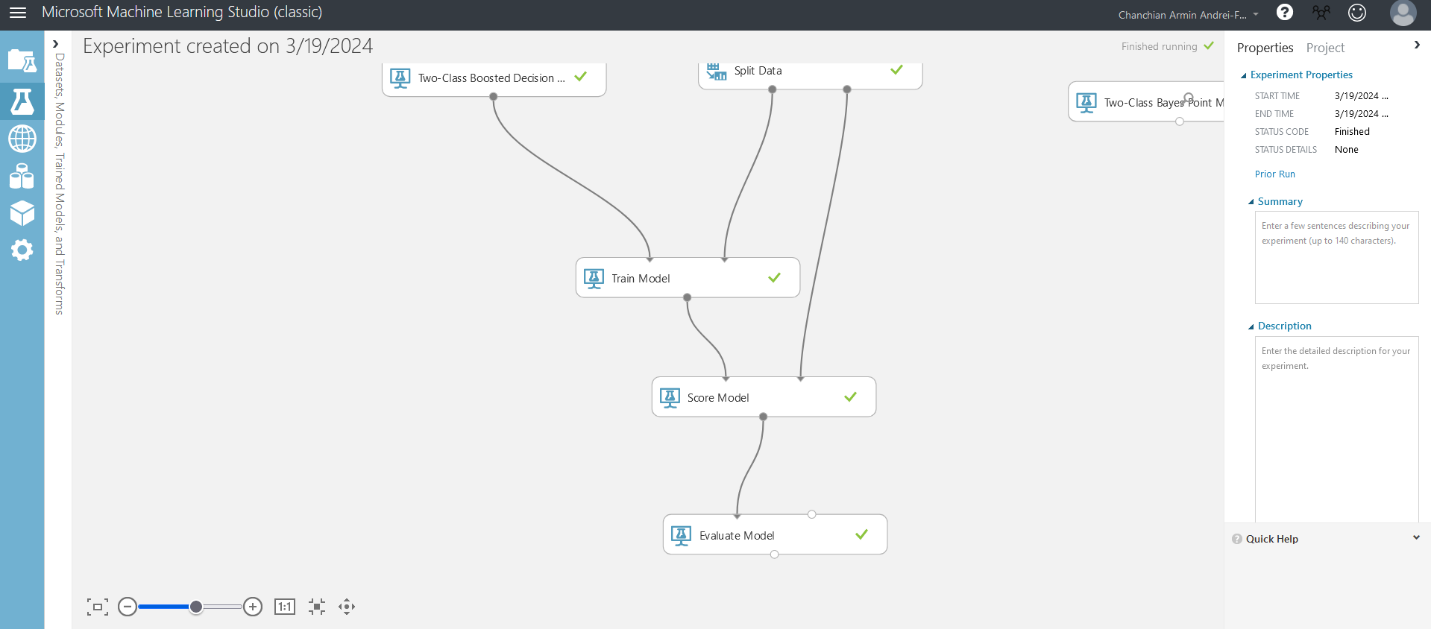 Microsoft Machine Learning Studio (classic)
Chanchian Armin Andrei-F...
Experiment created on 3/19/2024
Finished running
Properties Project
Datasets, Modules, Trained Models, and Transforms
Two-Class Boosted Decision ...
Split Data
Two-Class Bayes Point M
Train Model
Score Model
Evaluate Model
1:1
Experiment Properties
START TIME 3/19/2024 ...
END TIME 3/19/2024 ...
STATUS CODE Finished
STATUS DETAILS None
Prior Run
Summary
Enter a few sentences describing your
experiment (up to 140 characters).
Description
Enter the detailed description for your
experiment.
Quick Help